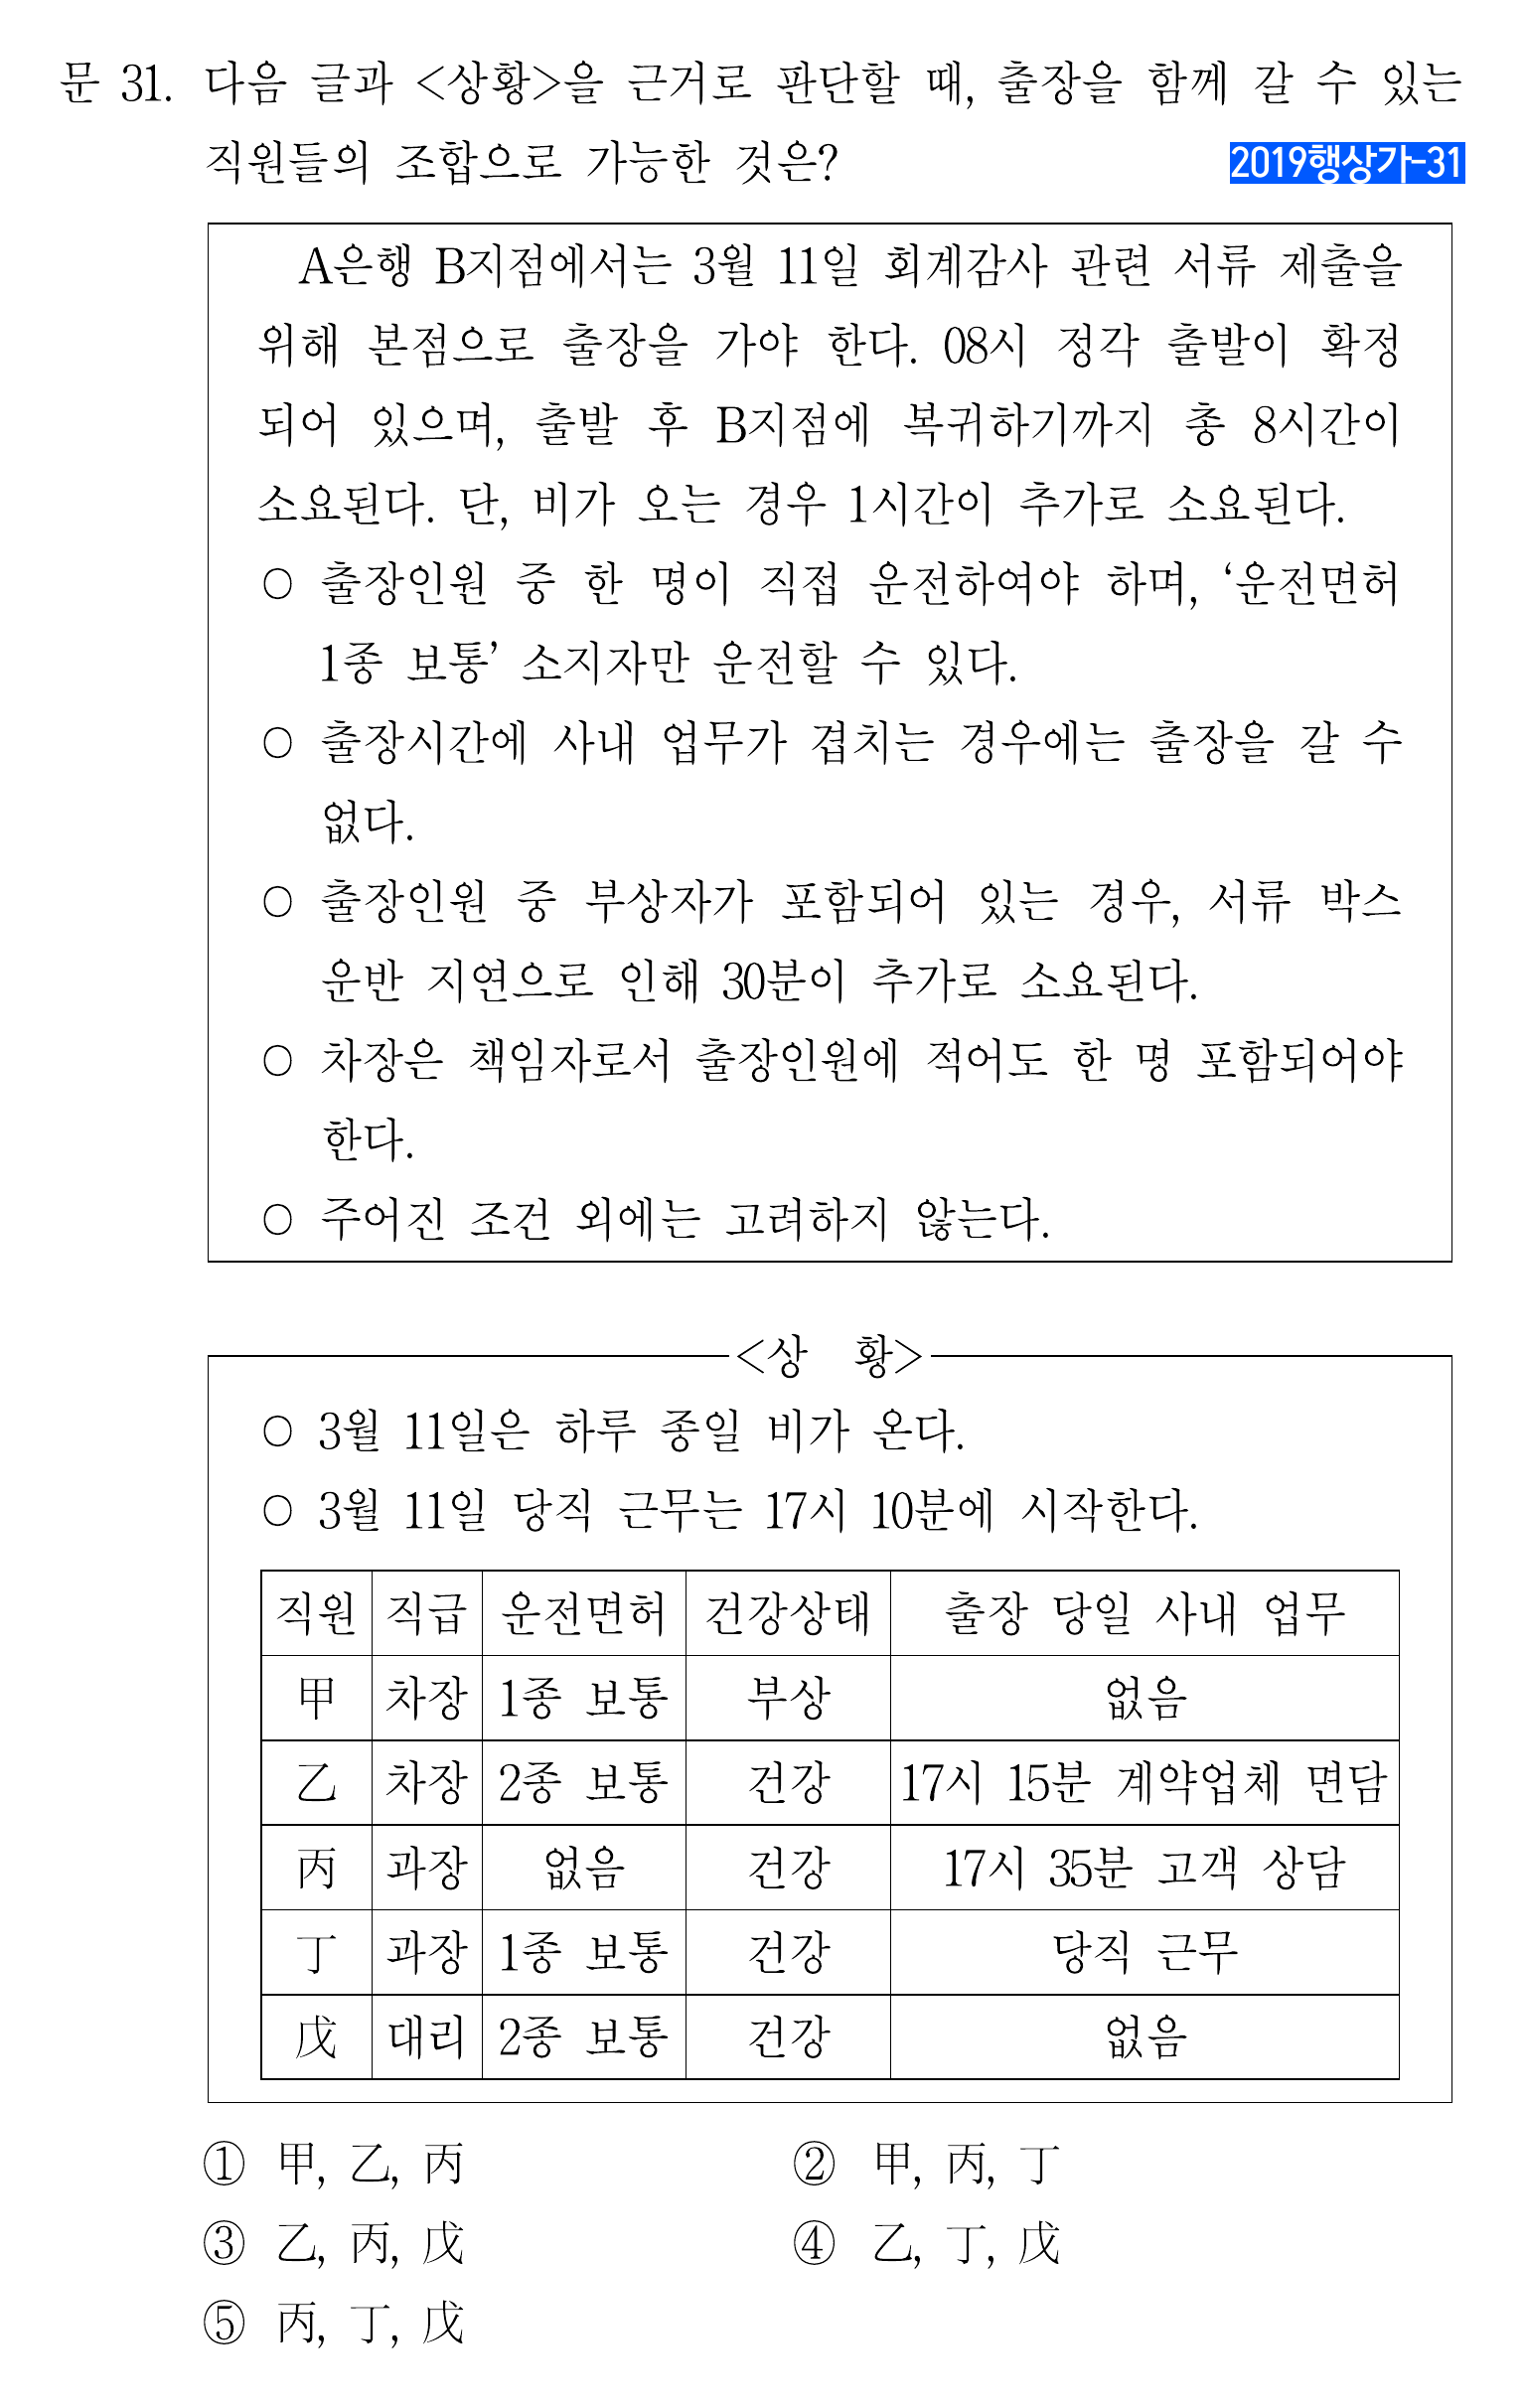 문 31. 다음 글과 <상황>을 근거로 판단할 때, 출장을 함께 갈 수 있는
직원들의 조합으로 가능한 것은?
2019행상가-31
A은행 B지점에서는 3월 11일 회계감사 관련 서류 제출을
위해 본점으로 출장을 가야 한다. 08시 정각 출발이 확정
되어 있으며, 출발 후 B지점에 복귀하기까지 총 8시간이
소요된다. 단, 비가 오는 경우 1시간이 추가로 소요된다.
○ 출장인원 중 한 명이 직접 운전하여야 하며, ‘운전면허
1종 보통’ 소지자만 운전할 수 있다.
○ 출장시간에 사내 업무가 겹치는 경우에는 출장을 갈 수
없다.
○ 출장인원 중 부상자가 포함되어 있는 경우, 서류 박스
운반 지연으로 인해 30분이 추가로 소요된다.
○ 차장은 책임자로서 출장인원에 적어도 한 명 포함되어야
한다.
○ 주어진 조건 외에는 고려하지 않는다.
<상 황>
○ 3월 11일은 하루 종일 비가 온다.
○ 3월 11일 당직 근무는 17시 10분에 시작한다.
직원 직급 운전면허 건강상태 출장 당일 사내 업무
甲 차장 1종 보통 부상 없음
乙 차장 2종 보통 건강 17시 15분 계약업체 면담
丙 과장 없음 건강 17시 35분 고객 상담
丁 과장 1종 보통 건강 당직 근무
戊 대리 2종 보통 건강 없음
① 甲, 乙, 丙 ② 甲, 丙, 丁
③ 乙, 丙, 戊 ④ 乙, 丁, 戊
⑤ 丙, 丁, 戊